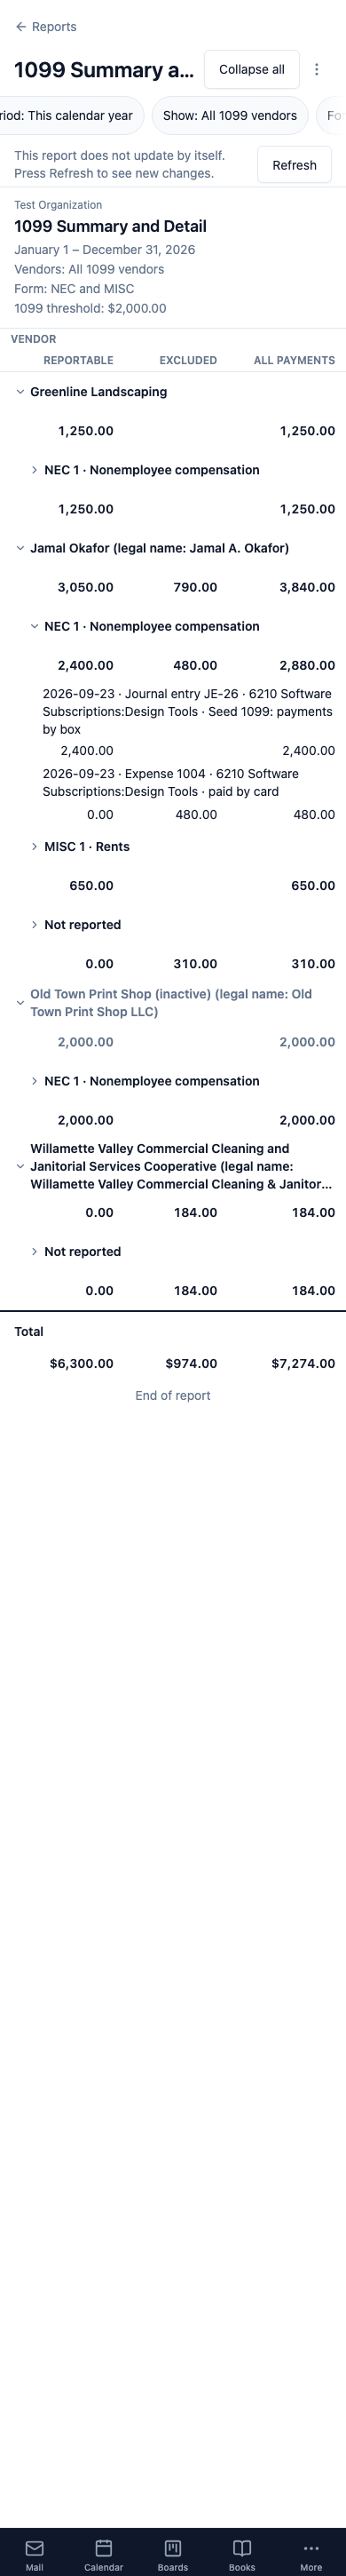 Reports
1099 Summary a...
Collapse all
riod: This calendar year
Show: All 1099 vendors
Fo
This report does not update by itself.
Press Refresh to see new changes.
Refresh
Test Organization
1099 Summary and Detail
January 1 – December 31, 2026
Vendors: All 1099 vendors
Form: NEC and MISC
1099 threshold: $2,000.00
VENDOR
REPORTABLE EXCLUDED ALL PAYMENTS
Greenline Landscaping
1,250.00 1,250.00
NEC 1 · Nonemployee compensation
1,250.00 1,250.00
Jamal Okafor (legal name: Jamal A. Okafor)
3,050.00 790.00 3,840.00
NEC 1 · Nonemployee compensation
2,400.00 480.00 2,880.00
2026-09-23 · Journal entry JE-26 · 6210 Software
Subscriptions:Design Tools · Seed 1099: payments
by box
2,400.00 2,400.00
2026-09-23 · Expense 1004 · 6210 Software
Subscriptions:Design Tools · paid by card
0.00 480.00 480.00
MISC 1 · Rents
650.00 650.00
Not reported
0.00 310.00 310.00
Old Town Print Shop (inactive) (legal name: Old
Town Print Shop LLC)
2,000.00 2,000.00
NEC 1 · Nonemployee compensation
2,000.00 2,000.00
Willamette Valley Commercial Cleaning and
Janitorial Services Cooperative (legal name:
Willamette Valley Commercial Cleaning & Janitor...
0.00 184.00 184.00
Not reported
0.00 184.00 184.00
Total
$6,300.00 $974.00 $7,274.00
End of report
Mail Calendar Boards Books More